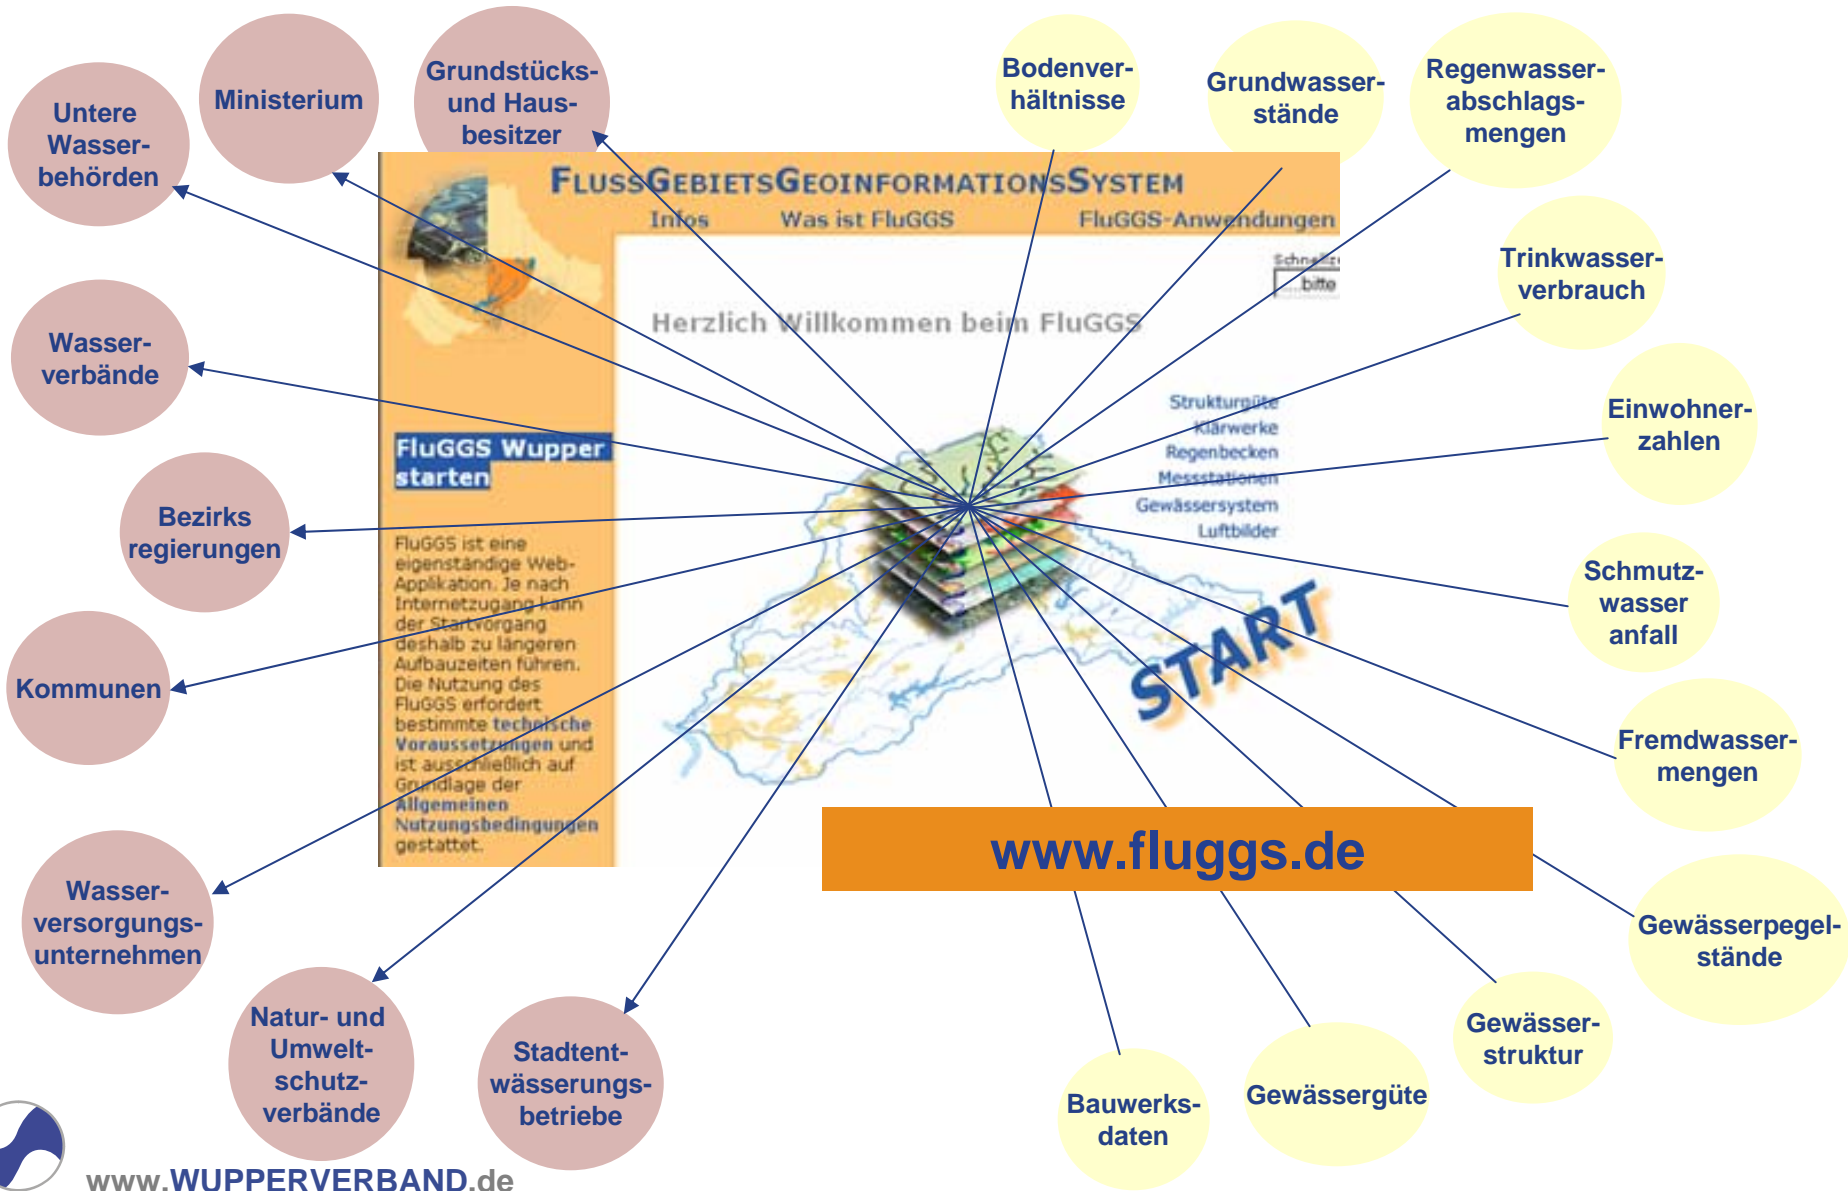 Untere
Wasser-
behörden
Ministerium
Grundstücks-
und Haus-
besitzer
Bodenver-
hältnisse
Grundwasser-
stände
Regenwasser-
abschlags-
mengen
FLUSSGEBIETSGEOINFORMATIONSSYSTEM
Infos Was ist FluGGS FluGGS-Anwendungen
bitte
Herzlich Willkommen beim FluGGS
Trinkwasser-
verbrauch
Wasser-
verbände
Strukturgüte
Klärwerke
Regenbecken
Messstationen
Gewässersystem
Luftbilder
Einwohner-
zahlen
FluGGS Wupper
starten
Bezirks
regierungen
FluGGS ist eine
eigenständige Web-
Applikation. Je nach
Internetzugang kann
der Startvorgang
deshalb zu längeren
Aufbauzeiten führen.
Die Nutzung des
FluGGS erfordert
bestimmte technische
Voraussetzungen und
ist ausschließlich auf
Grundlage der
Allgemeinen
Nutzungsbedingungen
gestattet.
START
Schmutz-
wasser
anfall
Kommunen
Fremdwasser-
mengen
www.fluggs.de
Wasser-
versorgungs-
unternehmen
Gewässerpegel-
stände
Natur- und
Umwelt-
schutz-
verbände
Stadtent-
wässerungs-
betriebe
Bauwerks-
daten
Gewässergüte
Gewässer-
struktur
www.WUPPERVERBAND.de